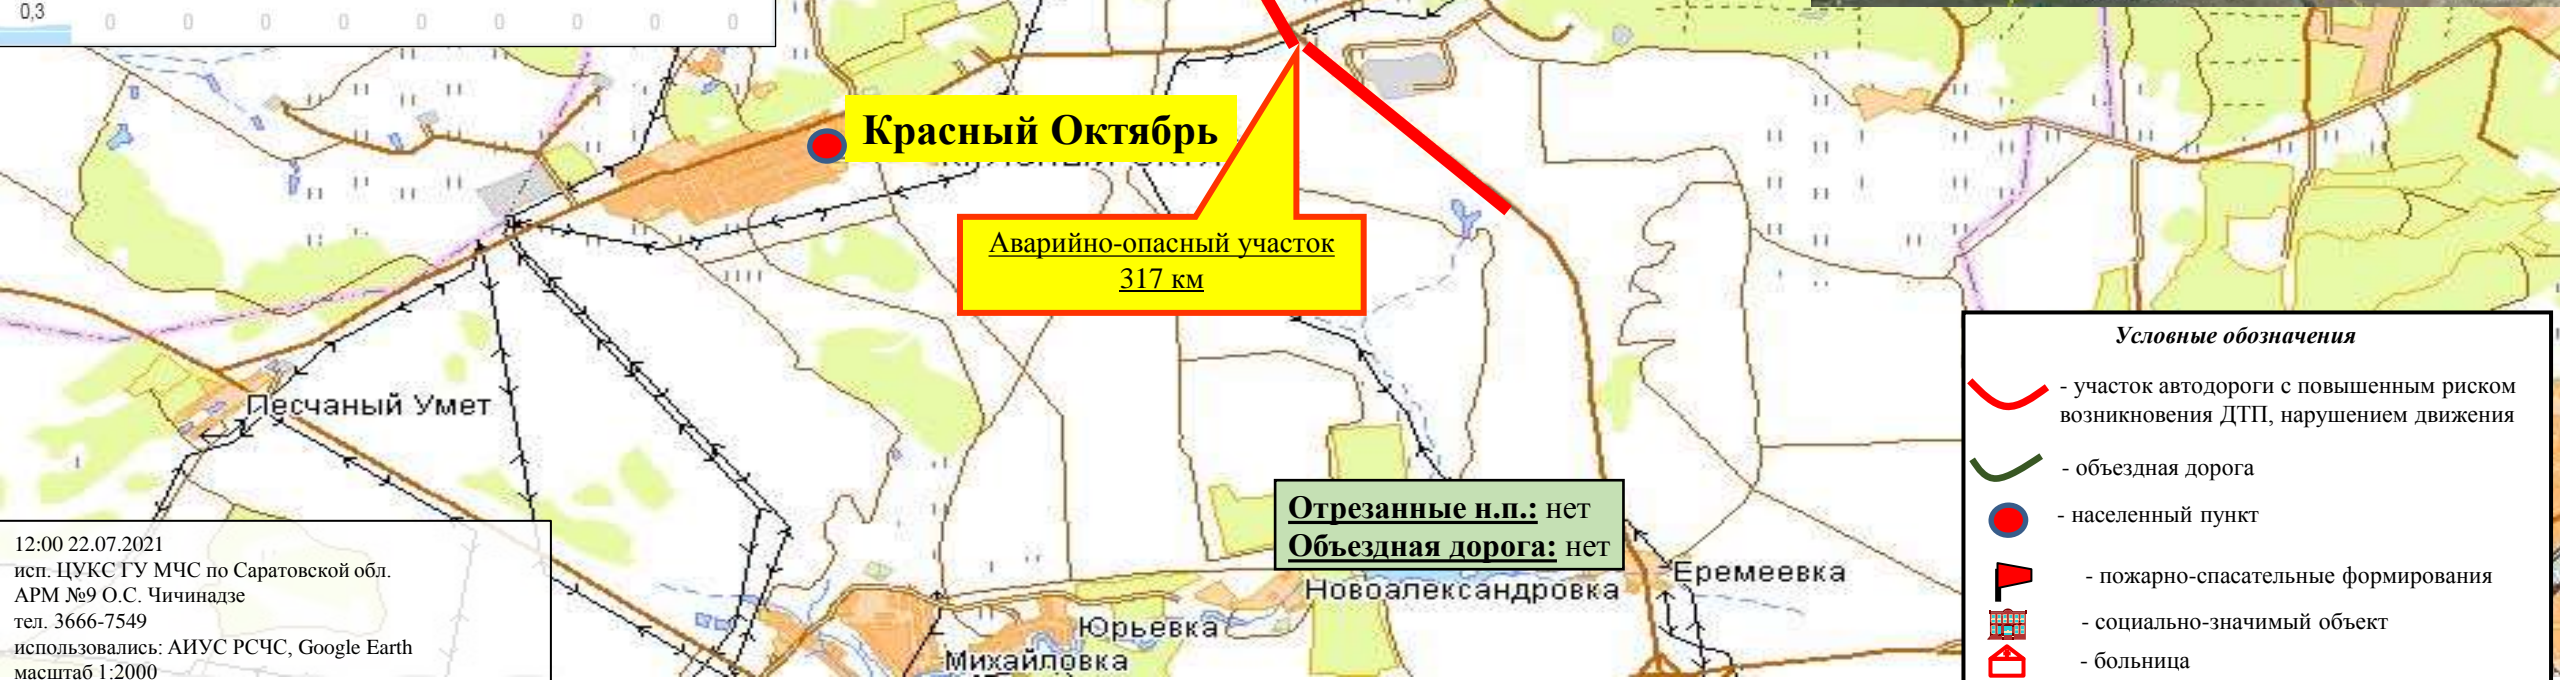 0,3
0 0 0 0 0 0 0 0 0
Красный Октябрь
Аварийно-опасный участок
317 км
Условные обозначения
- участок автодороги с повышенным риском
возникновения ДТП, нарушением движения
- объездная дорога
- населенный пункт
- пожарно-спасательные формирования
- социально-значимый объект
- больница
Песчаный Умет
Отрезанные н.п.: нет
Объездная дорога: нет
Новоалександровка
Еремеевка
Юрьевка
Михайловка
12:00 22.07.2021
исп. ЦУКС ГУ МЧС по Саратовской обл.
АРМ №9 О.С. Чичинадзе
тел. 3666-7549
использовались: АИУС РСЧС, Google Earth
масштаб 1:2000